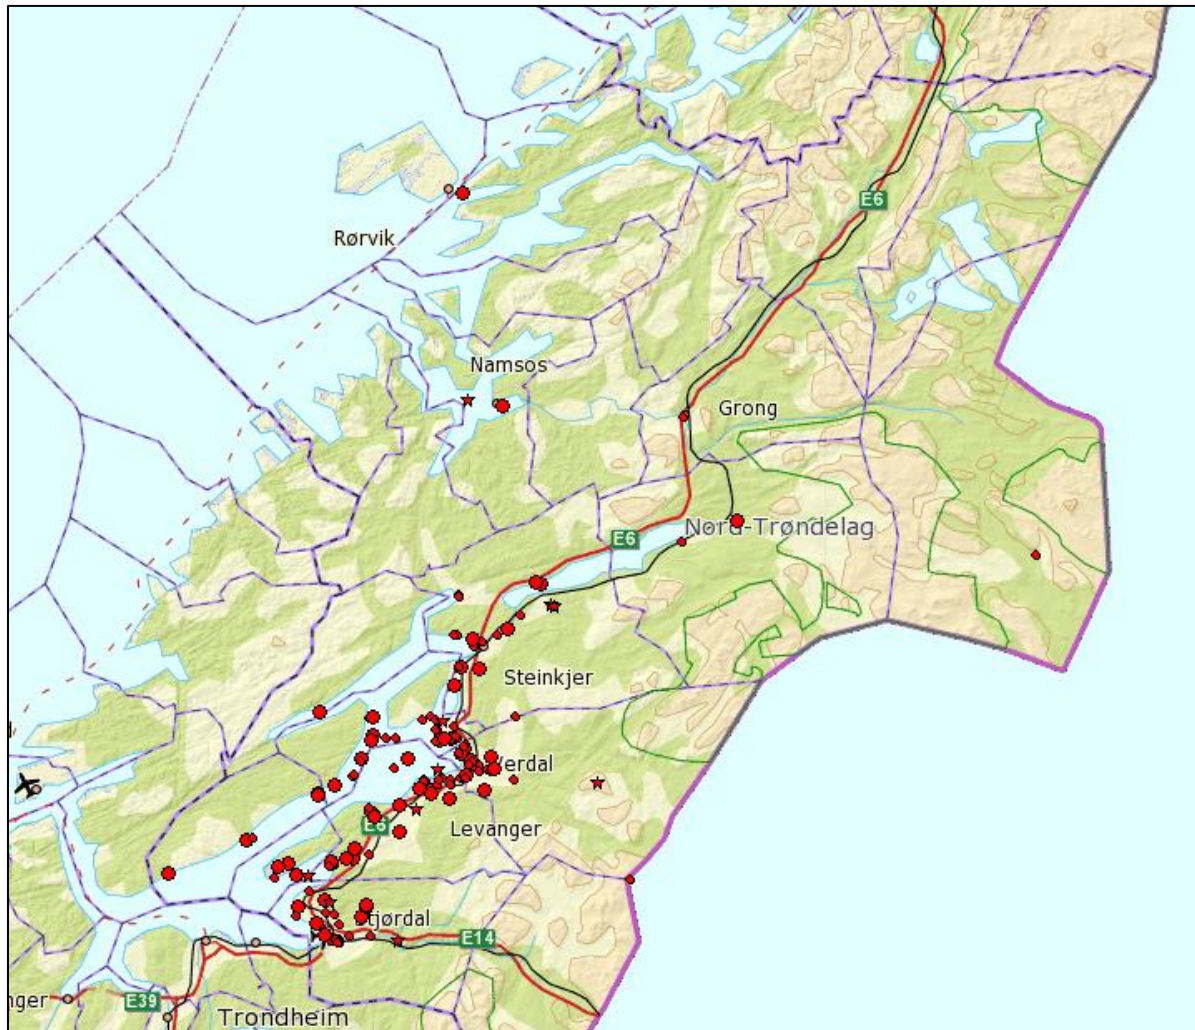 E6
Rørvik
Namsos
Grong
Nord-Trøndelag
E6
Steinkjer
Verdal
E6
Levanger
Stjørdal
E14
E39
Trondheim